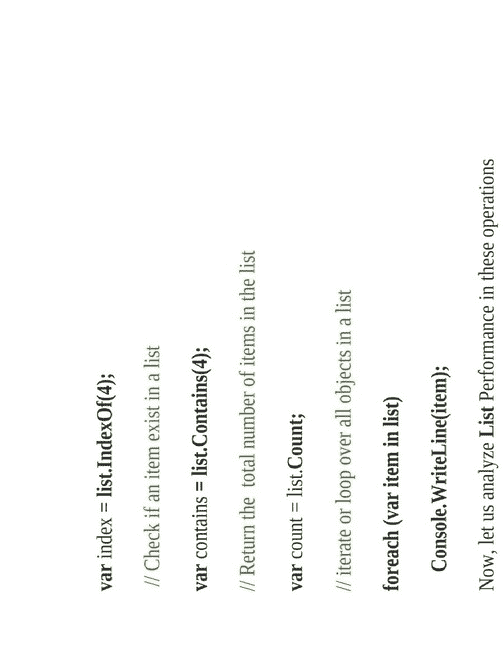 var index = list.IndexOf(4);
// Check if an item exist in a list
var contains = list.Contains(4);
// Return the  total number of items in the list
var count = list.Count;
// iterate or loop over all objects in a list
foreach (var item in list)
Console.WriteLine(item);
Now, let us analyze List Performance in these operations